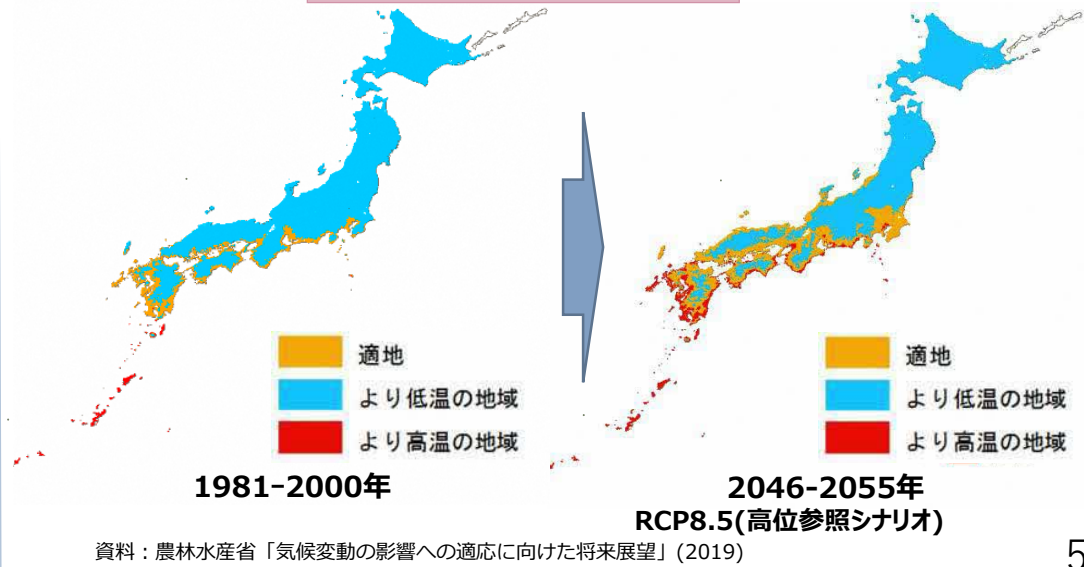 適地
より低温の地域
より高温の地域
1981-2000年
適地
より低温の地域
より高温の地域
2046-2055年
RCP8.5(高位参照シナリオ)
資料：農林水産省「気候変動の影響への適応に向けた将来展望」(2019)
5